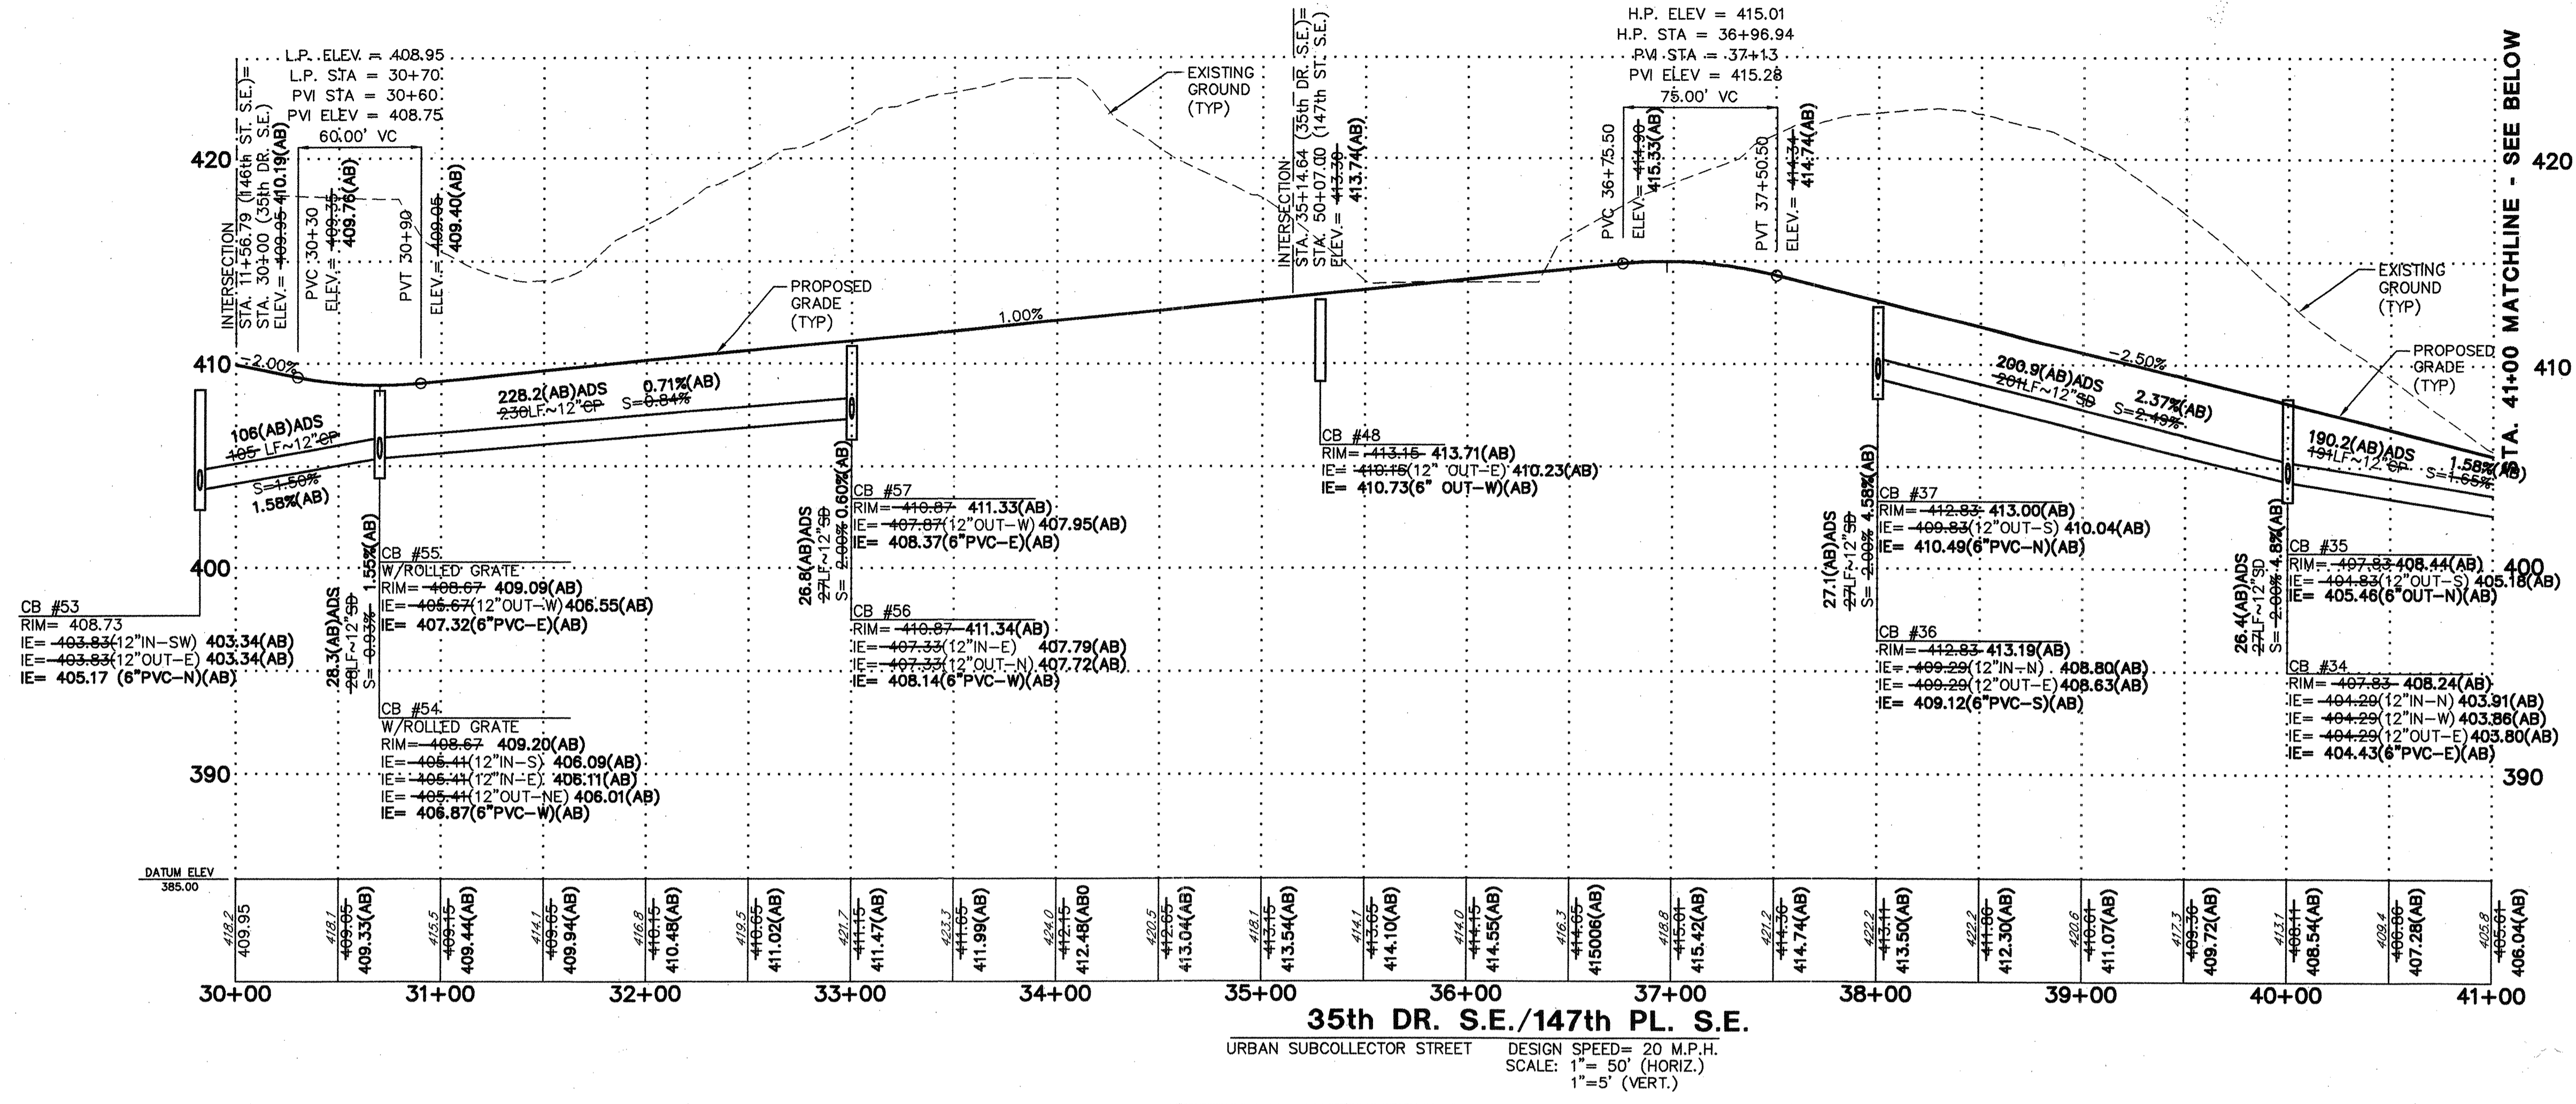 L.P. ELEV = 408.95
L.P. STA = 30+70
PVI STA = 30+60
PVI ELEV = 408.75
60.00' VC
INTERSECTION
STA. 11+56.79 (146th ST. S.E.)=
STA. 30+00 (35th DR. S.E.)
ELEV.= 409.95 410.19(AB)
PVC 30+30
ELEV.= 409.35
409.76(AB)
PVT 30+90
ELEV.= 409.05
409.40(AB)
EXISTING
GROUND
(TYP)
INTERSECTION
STA. 35+14.64 (35th DR. S.E.)=
STA. 50+07.00 (147th ST. S.E.)
ELEV.= 413.30
413.74(AB)
H.P. ELEV = 415.01
H.P. STA = 36+96.94
PVI STA = 37+13
PVI ELEV = 415.28
75.00' VC
PVC 36+75.50
ELEV.= 414.90
415.33(AB)
PVT 37+50.50
ELEV.= 414.34
414.74(AB)
STA. 41+00 MATCHLINE - SEE BELOW
420
420
410
410
400
400
390
390
PROPOSED
GRADE
(TYP)
EXISTING
GROUND
(TYP)
PROPOSED
GRADE
(TYP)
-2.00%
1.00%
-2.50%
106(AB)ADS
105 LF~12"CP
S=1.50%
1.58%(AB)
228.2(AB)ADS
230LF~12"CP
0.71%(AB)
S=0.84%
200.9(AB)ADS
201LF~12"SD
2.37%(AB)
S=2.49%
190.2(AB)ADS
191LF~12"CP
1.58%(AB)
S=1.65%
CB #53
RIM= 408.73
IE= 403.83(12"IN-SW) 403.34(AB)
IE= 403.83(12"OUT-E) 403.34(AB)
IE= 405.17 (6"PVC-N)(AB)
28.3(AB)ADS
28LF~12"SD
S= 0.93% 1.55%(AB)
CB #55
W/ROLLED GRATE
RIM= 408.67 409.09(AB)
IE= 405.67(12"OUT-W) 406.55(AB)
IE= 407.32(6"PVC-E)(AB)
CB #54
W/ROLLED GRATE
RIM= 408.67 409.20(AB)
IE= 405.41(12"IN-S) 406.09(AB)
IE= 405.41(12"IN-E) 406.11(AB)
IE= 405.41(12"OUT-NE) 406.01(AB)
IE= 406.87(6"PVC-W)(AB)
26.8(AB)ADS
27LF~12"SD
S= 2.00% 0.60%(AB)
CB #57
RIM= 410.87 411.33(AB)
IE= 407.87(12"OUT-W) 407.95(AB)
IE= 408.37(6"PVC-E)(AB)
CB #56
RIM= 410.87 411.34(AB)
IE= 407.33(12"IN-E) 407.79(AB)
IE= 407.33(12"OUT-N) 407.72(AB)
IE= 408.14(6"PVC-W)(AB)
CB #48
RIM= 413.15 413.71(AB)
IE= 410.15(12" OUT-E) 410.23(AB)
IE= 410.73(6" OUT-W)(AB)
27.1(AB)ADS
27LF~12"SD
S= 2.00% 4.58%(AB)
CB #37
RIM= 412.83 413.00(AB)
IE= 409.83(12"OUT-S) 410.04(AB)
IE= 410.49(6"PVC-N)(AB)
CB #36
RIM= 412.83 413.19(AB)
IE= 409.29(12"IN-N) 408.80(AB)
IE= 409.29(12"OUT-E) 408.63(AB)
IE= 409.12(6"PVC-S)(AB)
26.4(AB)ADS
27LF~12"SD
S= 2.00% 4.8%(AB)
CB #35
RIM= 407.83 408.44(AB)
IE= 404.83(12"OUT-S) 405.18(AB)
IE= 405.46(6"OUT-N)(AB)
CB #34
RIM= 407.83 408.24(AB)
IE= 404.29(12"IN-N) 403.91(AB)
IE= 404.29(12"IN-W) 403.86(AB)
IE= 404.29(12"OUT-E) 403.80(AB)
IE= 404.43(6"PVC-E)(AB)
DATUM ELEV
385.00
418.2
409.95
418.1
409.05
409.33(AB)
415.5
409.15
409.44(AB)
414.1
409.65
409.94(AB)
416.8
410.15
410.48(AB)
419.5
410.65
411.02(AB)
421.7
411.15
411.47(AB)
423.3
411.65
411.99(AB)
424.0
412.15
412.48(AB0
420.5
412.65
413.04(AB)
418.1
413.15
413.54(AB)
414.1
413.65
414.10(AB)
414.0
414.15
414.55(AB)
416.3
414.65
415006(AB)
418.8
415.01
415.42(AB)
421.2
414.36
414.74(AB)
422.2
413.11
413.50(AB)
422.2
411.86
412.30(AB)
420.6
410.61
411.07(AB)
417.3
409.36
409.72(AB)
413.1
408.11
408.54(AB)
409.4
406.86
407.28(AB)
405.8
405.61
406.04(AB)
30+00 31+00 32+00 33+00 34+00 35+00 36+00 37+00 38+00 39+00 40+00 41+00
35th DR. S.E./147th PL. S.E.
URBAN SUBCOLLECTOR STREET DESIGN SPEED= 20 M.P.H.
SCALE: 1"= 50' (HORIZ.)
1"=5' (VERT.)